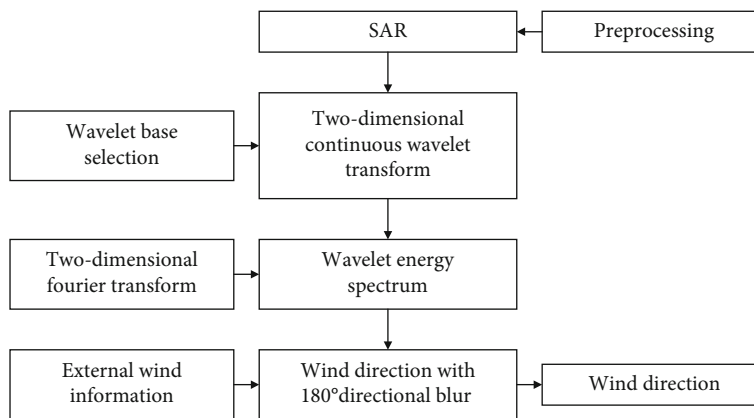 SAR
Preprocessing
Wavelet base
selection
Two-dimensional
continuous wavelet
transform
Two-dimensional
fourier transform
Wavelet energy
spectrum
External wind
information
Wind direction with
180°directional blur
Wind direction